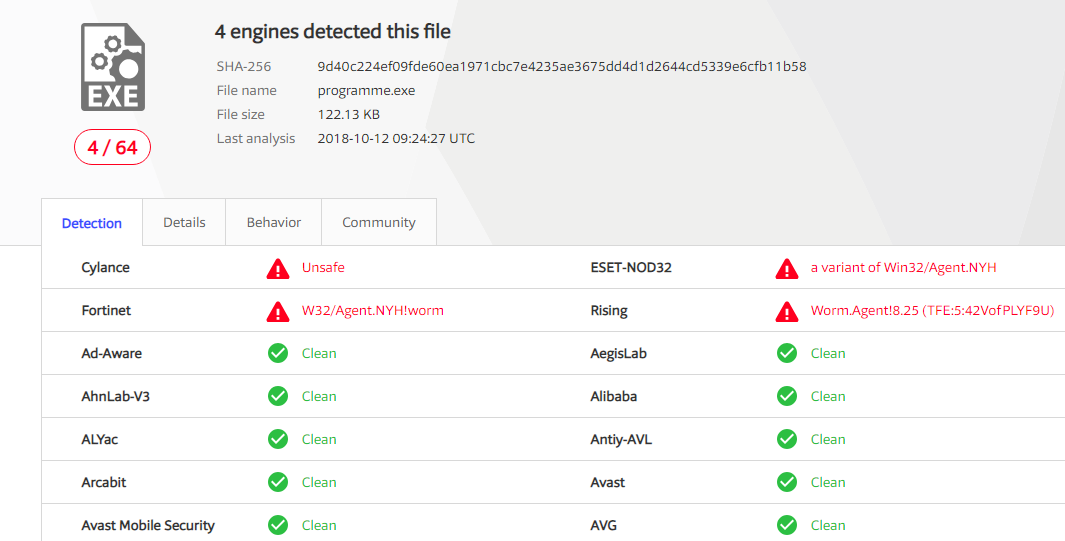 4 engines detected this file
SHA-256 9d40c224ef09fde60ea1971cbc7e4235ae3675dd4d1d2644cd5339e6cfb11b58
File name programme.exe
File size 122.13 KB
Last analysis 2018-10-12 09:24:27 UTC
EXE
4 / 64
Detection Details Behavior Community
Cylance Unsafe ESET-NOD32 a variant of Win32/Agent.NYH
Fortinet W32/Agent.NYH!worm Rising Worm.Agent!8.25 (TFE:5:42VofPLYF9U)
Ad-Aware Clean AegisLab Clean
AhnLab-V3 Clean Alibaba Clean
ALYac Clean Antiy-AVL Clean
Arcabit Clean Avast Clean
Avast Mobile Security Clean AVG Clean